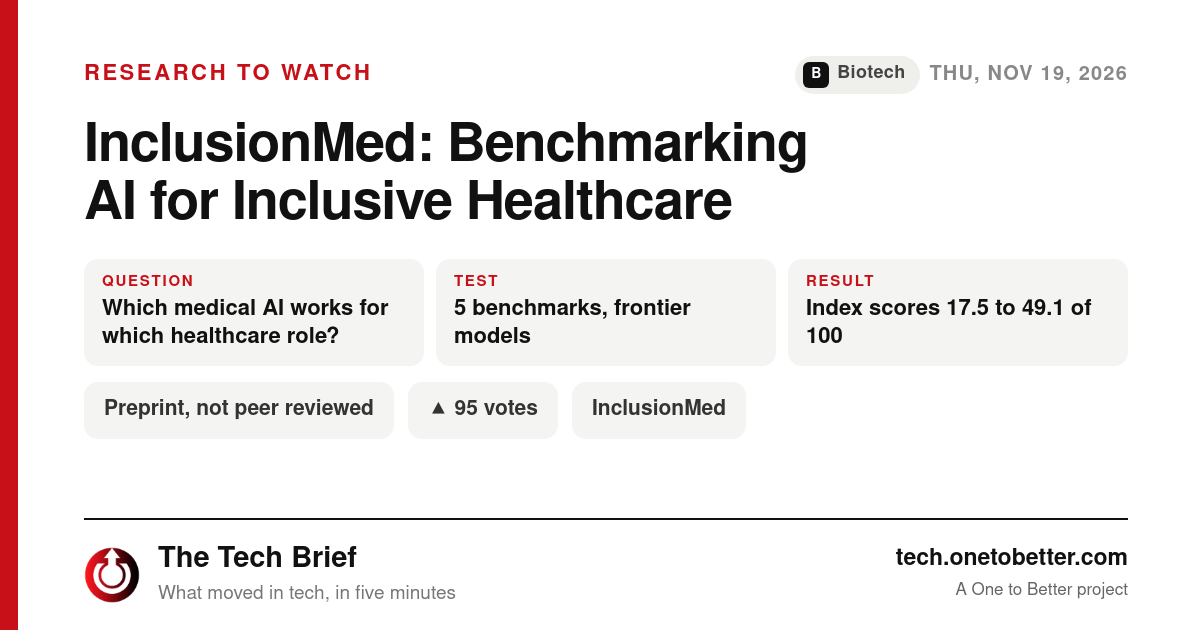 RESEARCH TO WATCH
B Biotech THU, NOV 19, 2026
InclusionMed: Benchmarking
AI for Inclusive Healthcare
QUESTION
Which medical AI works for
which healthcare role?
TEST
5 benchmarks, frontier
models
RESULT
Index scores 17.5 to 49.1 of
100
Preprint, not peer reviewed
▲ 95 votes
InclusionMed
The Tech Brief
What moved in tech, in five minutes
tech.onetobetter.com
A One to Better project